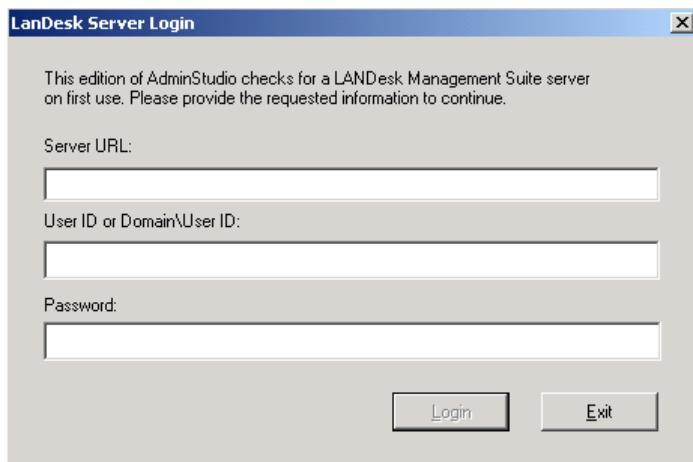 LanDesk Server Login
This edition of AdminStudio checks for a LANDesk Management Suite server
on first use. Please provide the requested information to continue.
Server URL:
User ID or Domain\User ID:
Password:
Login
Exit